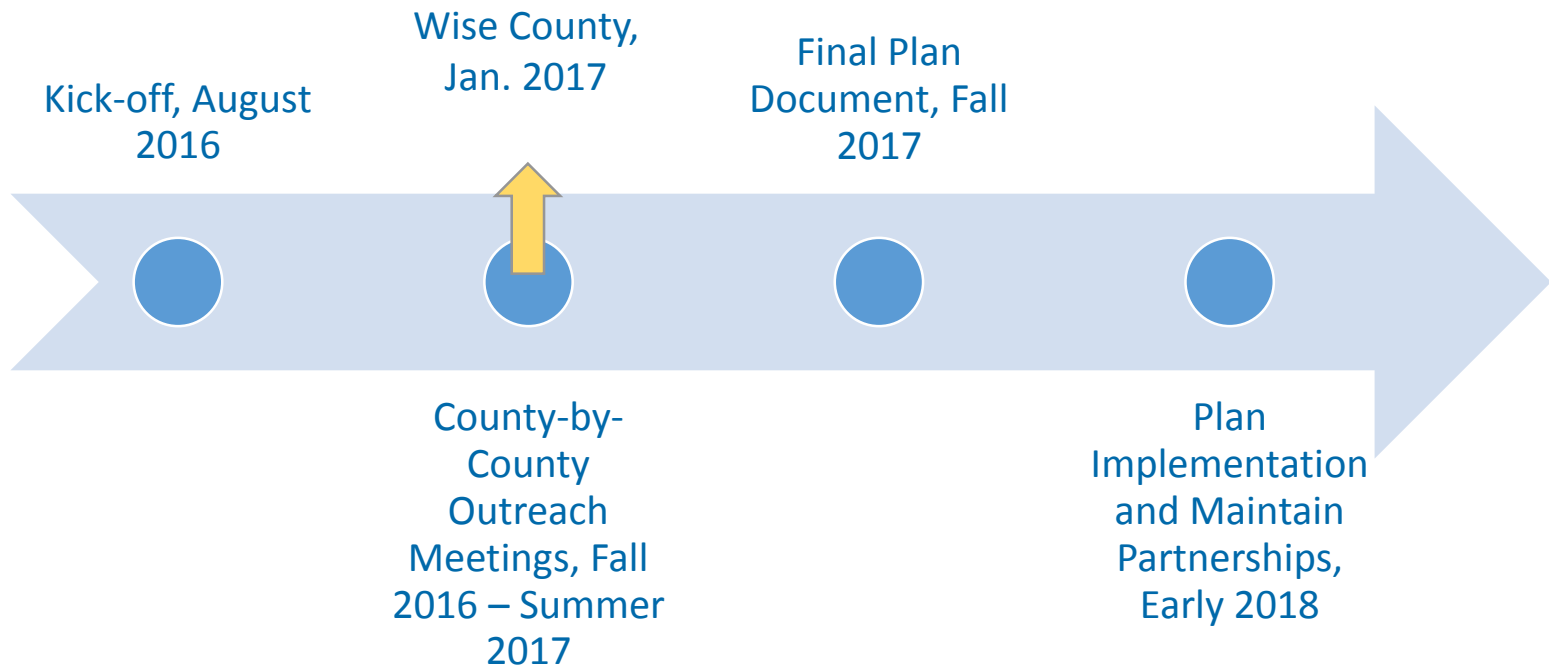 Kick-off, August
2016
Wise County,
Jan. 2017
County-by-
County
Outreach
Meetings, Fall
2016 – Summer
2017
Final Plan
Document, Fall
2017
Plan
Implementation
and Maintain
Partnerships,
Early 2018